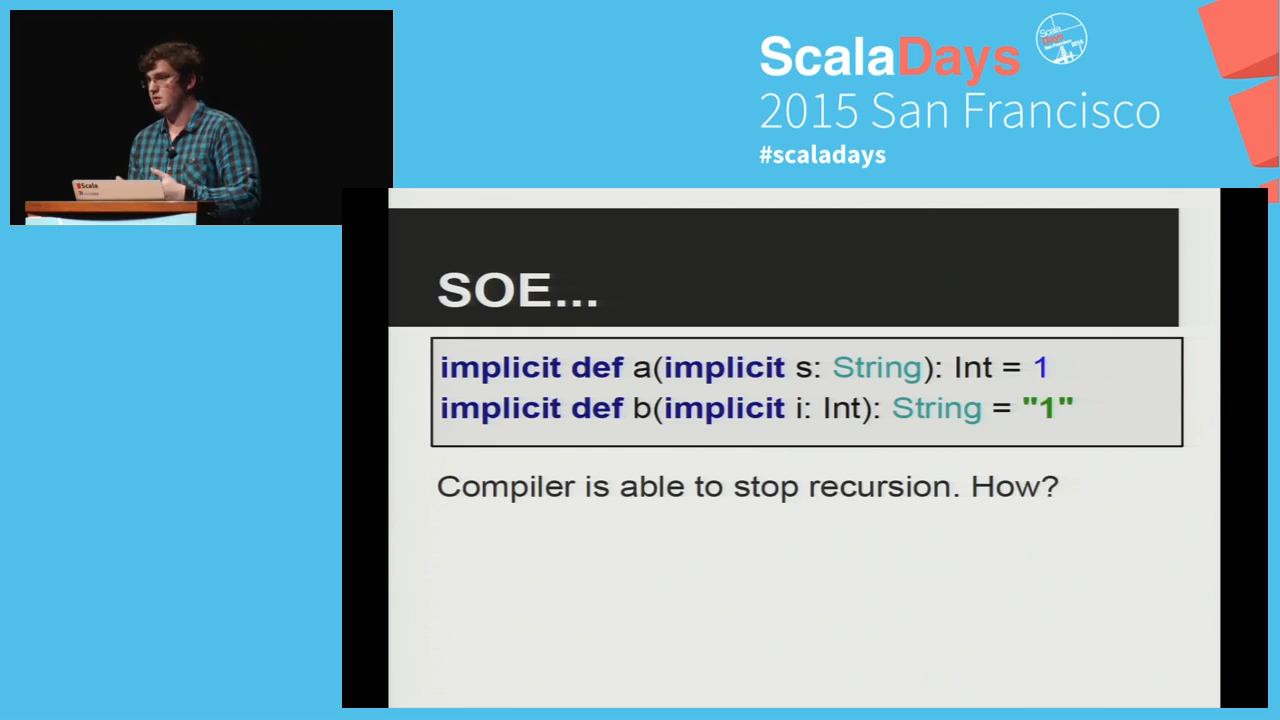 ScalaDays
2015 San Francisco
#scaladays
Scala
SOE...
implicit def a(implicit s: String): Int = 1
implicit def b(implicit i: Int): String = "1"
Compiler is able to stop recursion. How?